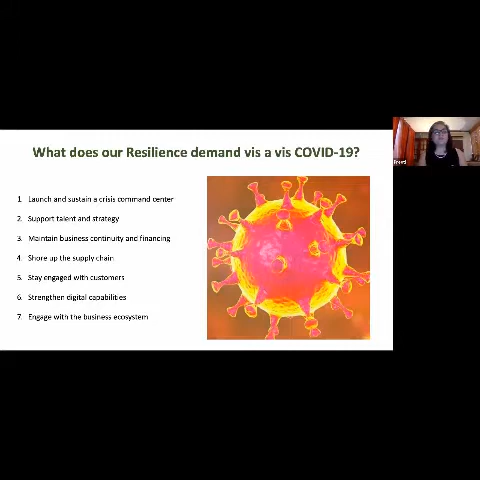 What does our Resilience demand vis a vis COVID-19?
1. Launch and sustain a crisis command center
2. Support talent and strategy
3. Maintain business continuity and financing
4. Shore up the supply chain
5. Stay engaged with customers
6. Strengthen digital capabilities
7. Engage with the business ecosystem